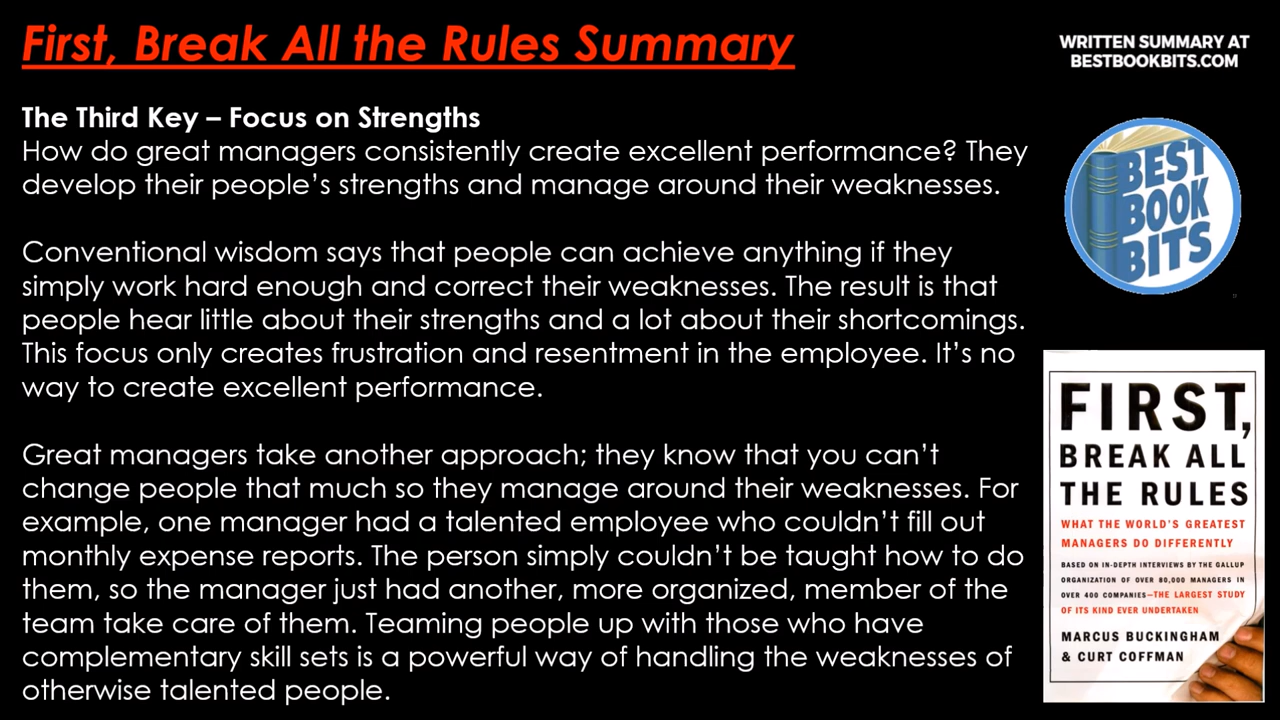 First, Break All the Rules Summary
WRITTEN SUMMARY AT
BESTBOOKBITS.COM
The Third Key – Focus on Strengths
How do great managers consistently create excellent performance? They
develop their people's strengths and manage around their weaknesses.
Conventional wisdom says that people can achieve anything if they
simply work hard enough and correct their weaknesses. The result is that
people hear little about their strengths and a lot about their shortcomings.
This focus only creates frustration and resentment in the employee. It's no
way to create excellent performance.
Great managers take another approach; they know that you can't
change people that much so they manage around their weaknesses. For
example, one manager had a talented employee who couldn't fill out
monthly expense reports. The person simply couldn't be taught how to do
them, so the manager just had another, more organized, member of the
team take care of them. Teaming people up with those who have
complementary skill sets is a powerful way of handling the weaknesses of
otherwise talented people.
BEST
BOOK
BITS
FIRST,
BREAK ALL
THE RULES
WHAT THE WORLD'S GREATEST
MANAGERS DO DIFFERENTLY
BASED ON IN-DEPTH INTERVIEWS BY THE GALLUP
ORGANIZATION OF OVER 80,000 MANAGERS IN
OVER 400 COMPANIES—THE LARGEST STUDY
OF ITS KIND EVER UNDERTAKEN
MARCUS BUCKINGHAM
& CURT COFFMAN